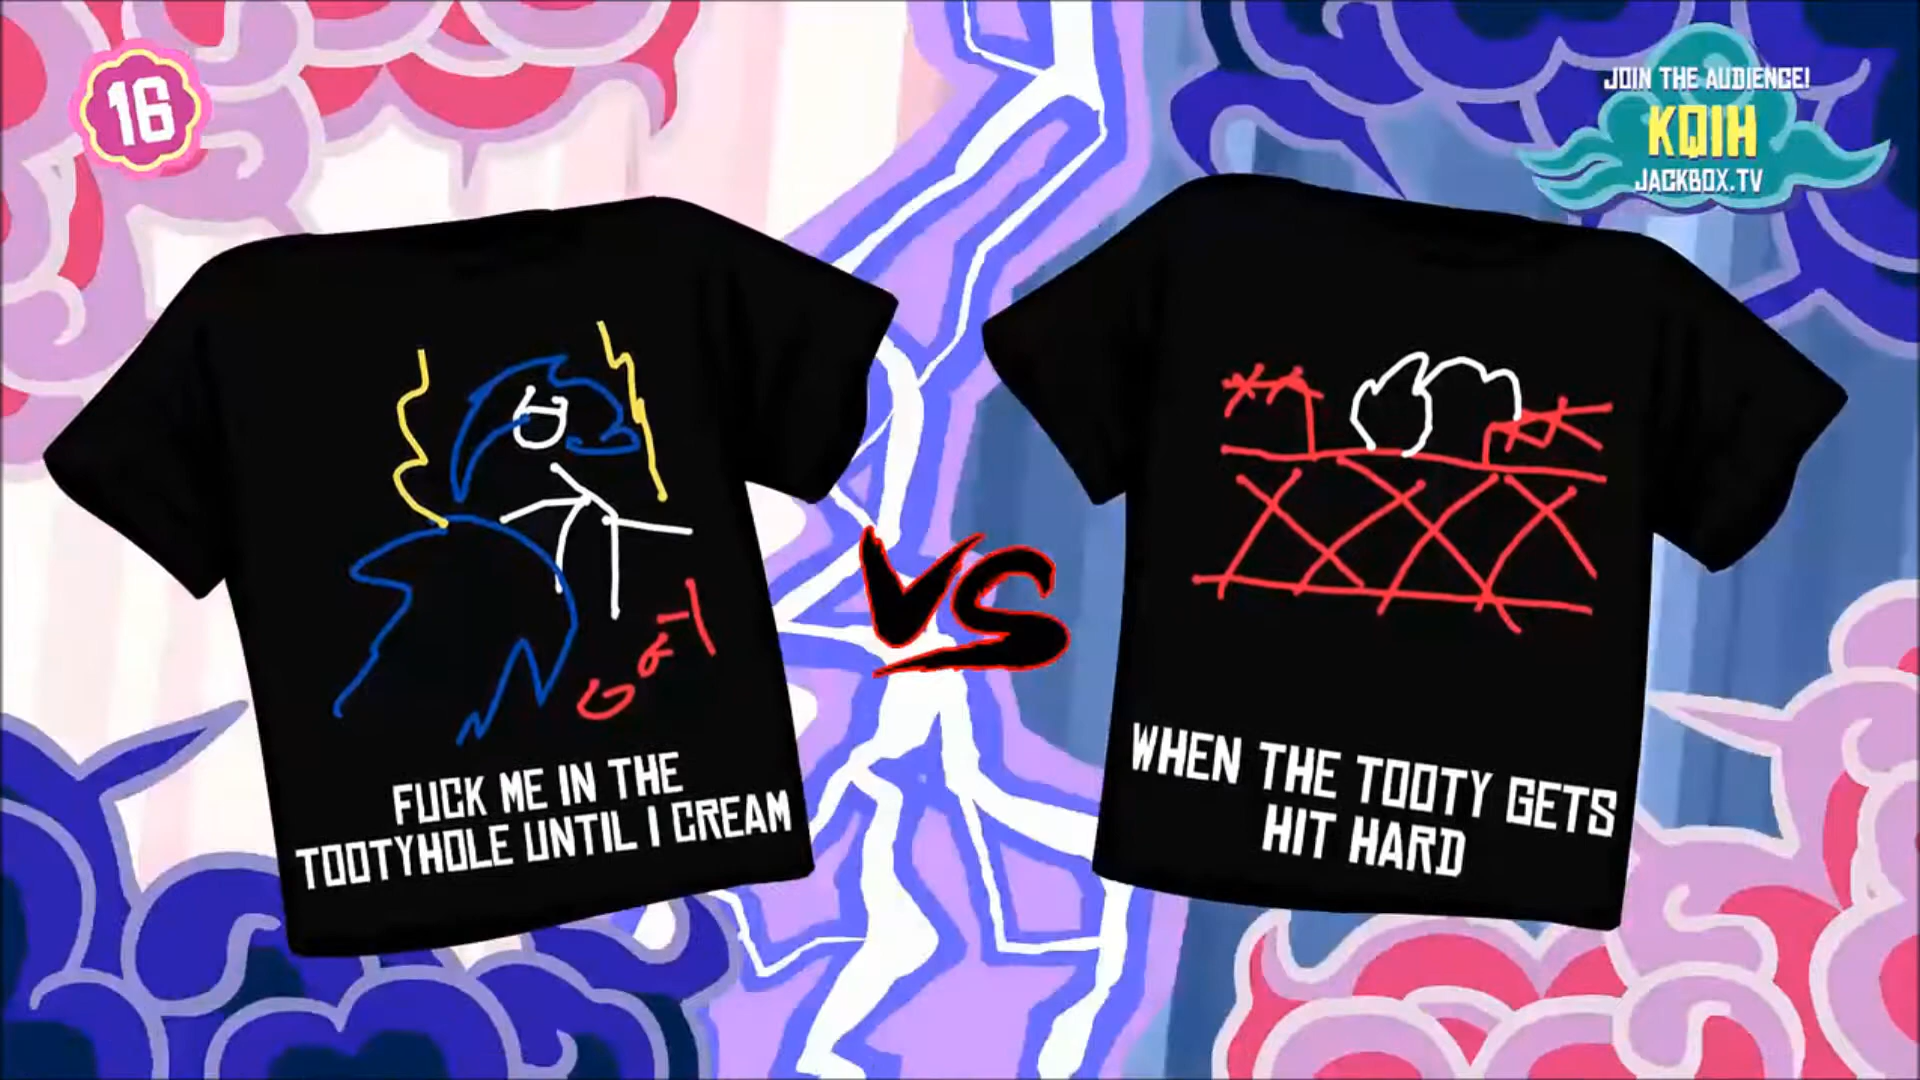 16
JOIN THE AUDIENCE!
KQIH
JACKBOX.TV
VS
FUCK ME IN THE
TOOTYHOLE UNTIL I CREAM
WHEN THE TOOTY GETS
HIT HARD